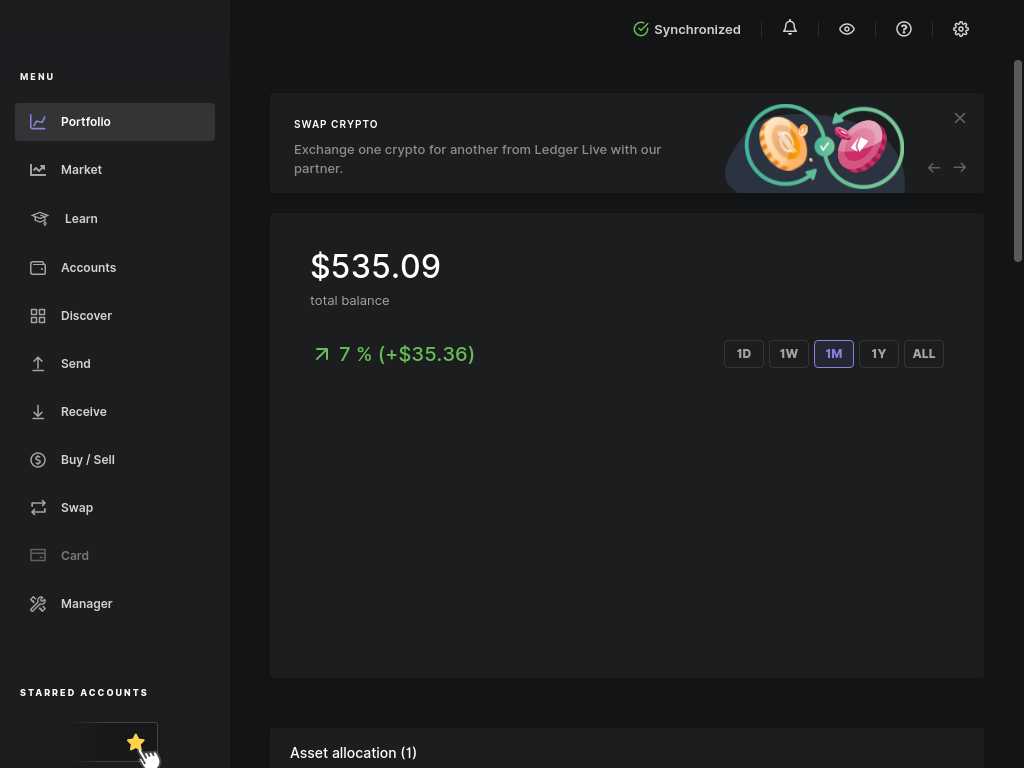 Synchronized
MENU
Portfolio
Market
Learn
Accounts
Discover
Send
Receive
Buy / Sell
Swap
Card
Manager
STARRED ACCOUNTS
SWAP CRYPTO
Exchange one crypto for another from Ledger Live with our
partner.
$535.09
total balance
7 % (+$35.36)
1D 1W 1M 1Y ALL
Asset allocation (1)